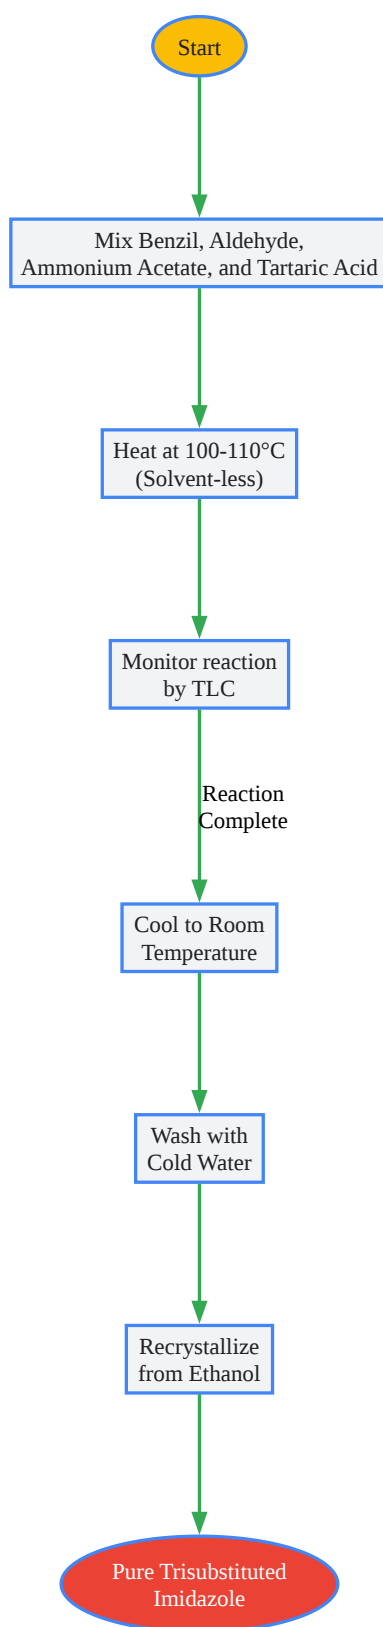 Start
Mix Benzil, Aldehyde,
Ammonium Acetate, and Tartaric Acid
Heat at 100-110°C
(Solvent-less)
Monitor reaction
by TLC
Reaction
Complete
Cool to Room
Temperature
Wash with
Cold Water
Recrystallize
from Ethanol
Pure Trisubstituted
Imidazole